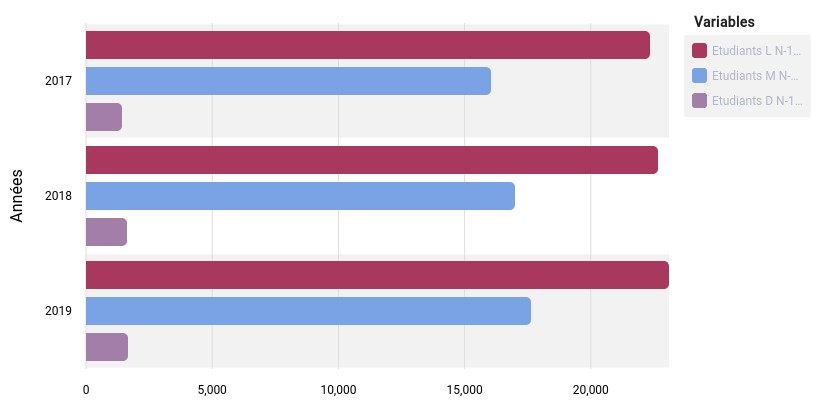 Variables
Etudiants L N-1...
Etudiants M N-...
Etudiants D N-1...
Années
2017
2018
2019
0
5,000
10,000
15,000
20,000